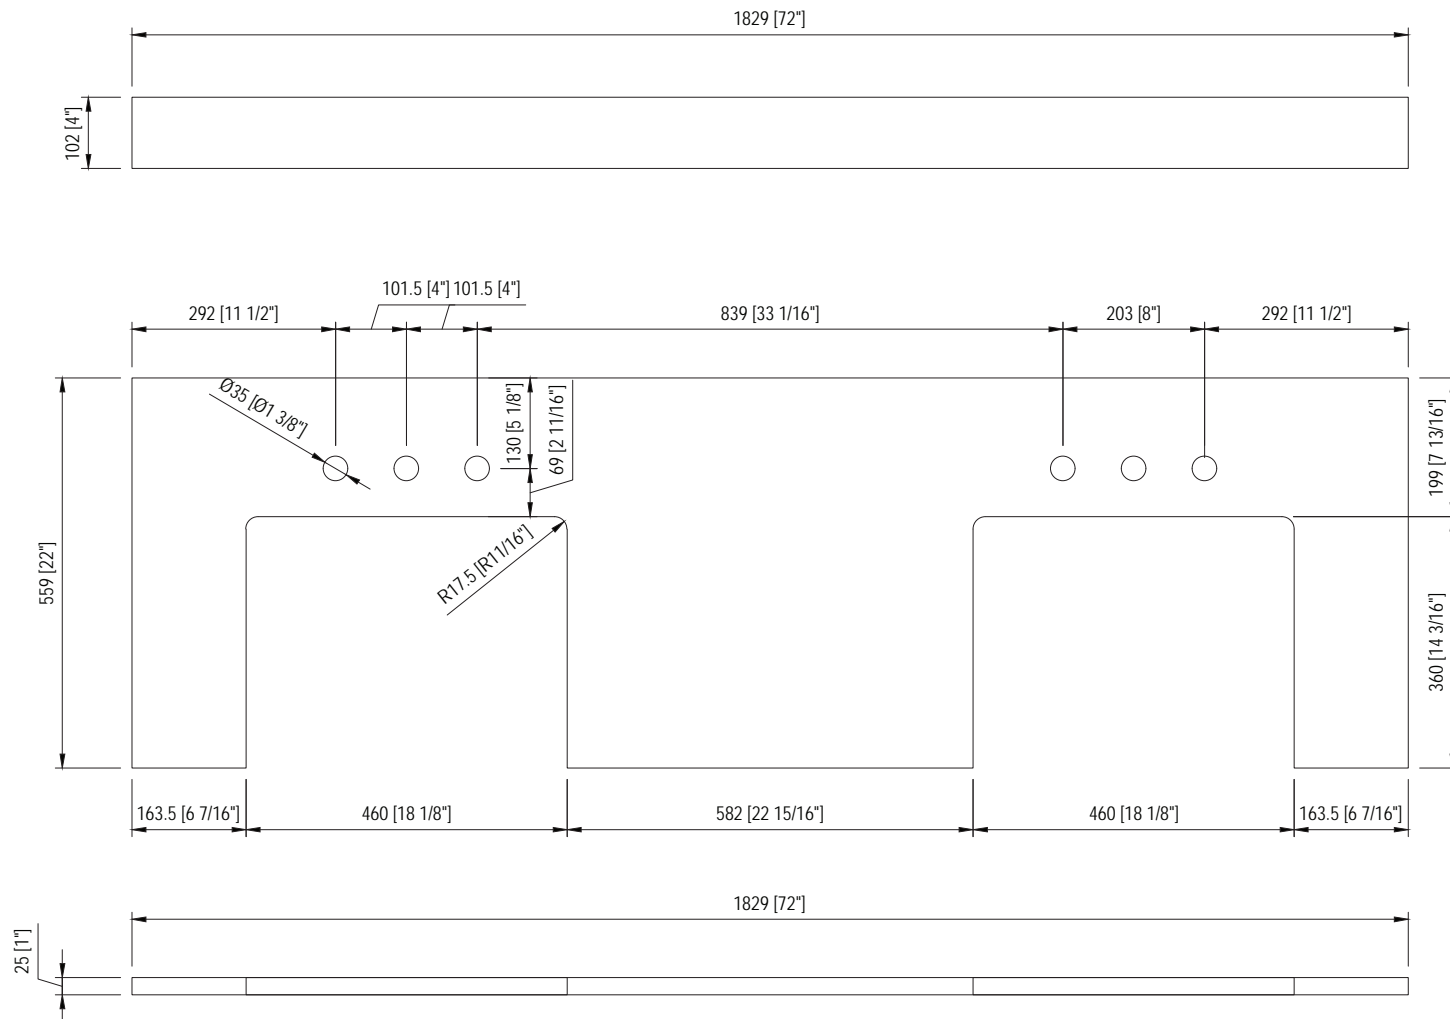 1829 [72"]
102 [4"]
101.5 [4"] 101.5 [4"]
292 [11 1/2"] 839 [33 1/16"] 203 [8"] 292 [11 1/2"]
Ø35 [Ø1 3/8"]
130 [5 1/8"]
69 [2 11/16"]
199 [7 13/16"]
R17.5 [R11/16"]
559 [22"]
360 [14 3/16"]
163.5 [6 7/16"] 460 [18 1/8"] 582 [22 15/16"] 460 [18 1/8"] 163.5 [6 7/16"]
1829 [72"]
25 [1"]